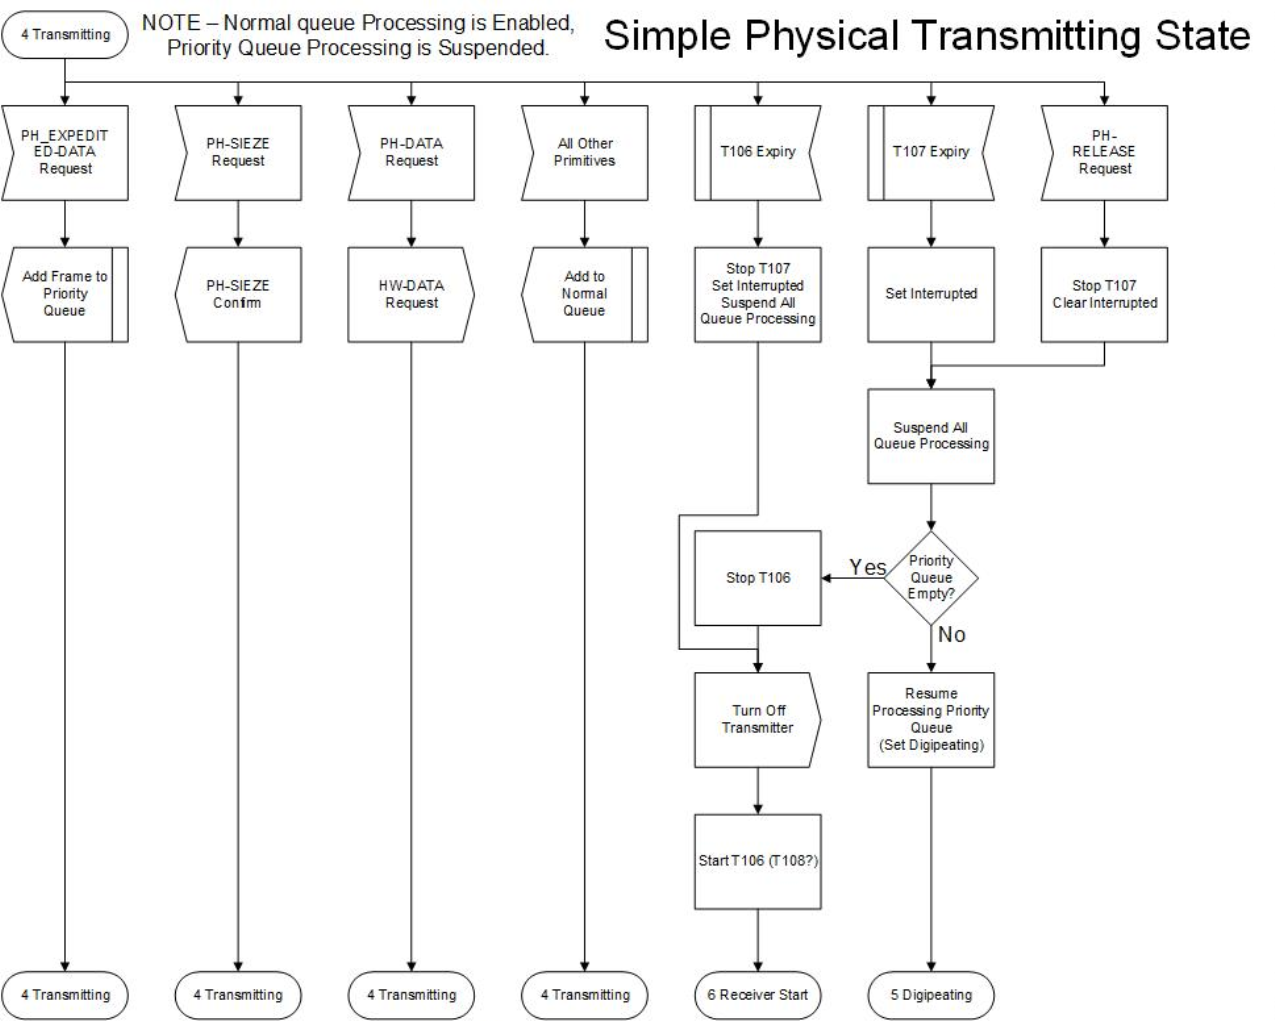 4 Transmitting
NOTE – Normal queue Processing is Enabled,
Priority Queue Processing is Suspended.
Simple Physical Transmitting State
PH_EXPEDIT
ED-DATA
Request
PH-SIEZE
Request
PH-DATA
Request
All Other
Primitives
T106 Expiry
T107 Expiry
PH-
RELEASE
Request
Add Frame to
Priority
Queue
PH-SIEZE
Confirm
HW-DATA
Request
Add to
Normal
Queue
Stop T107
Set Interrupted
Suspend All
Queue Processing
Set Interrupted
Stop T107
Clear Interrupted
Suspend All
Queue Processing
Priority
Queue
Empty?
Yes
Stop T106
No
Turn Off
Transmitter
Resume
Processing Priority
Queue
(Set Digipeating)
Start T106 (T108?)
4 Transmitting
4 Transmitting
4 Transmitting
4 Transmitting
6 Receiver Start
5 Digipeating